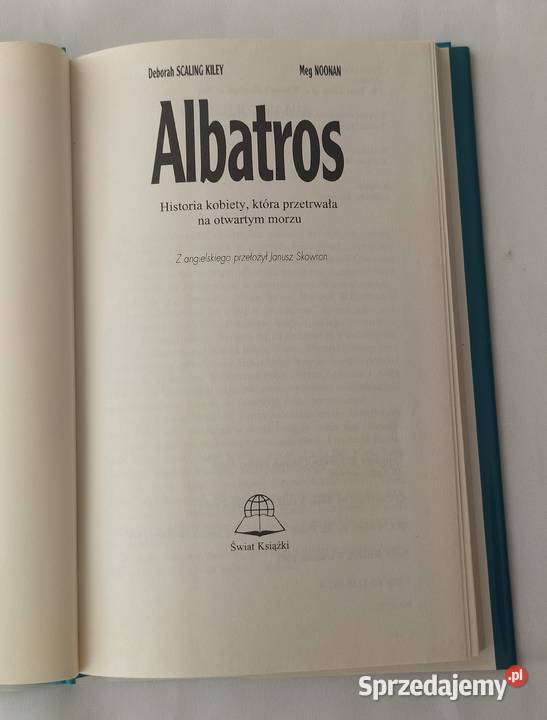 Deborah SCALING KILEY Meg NOONAN
Albatros
Historia kobiety, która przetrwała
na otwartym morzu
Z angielskiego przełożył Janusz Skowron
Świat Książki
Sprzedajemy.pl